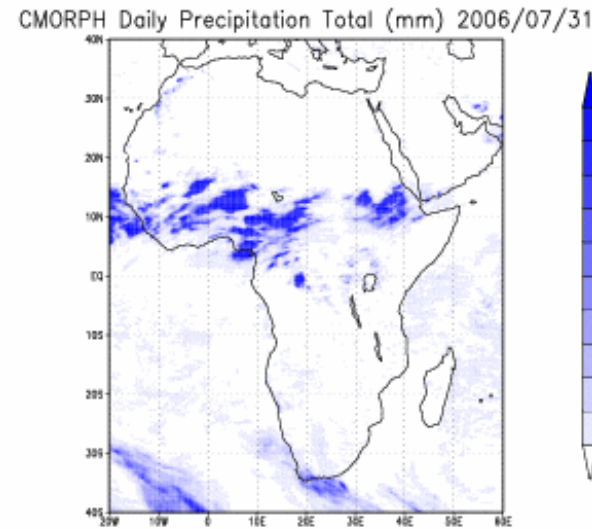 CMORPH Daily Precipitation Total (mm) 2006/07/31
40N
30N
20N
10N
EQ
10S
20S
30S
40S
20W 10W 0 10E 20E 30E 40E 50E 60E